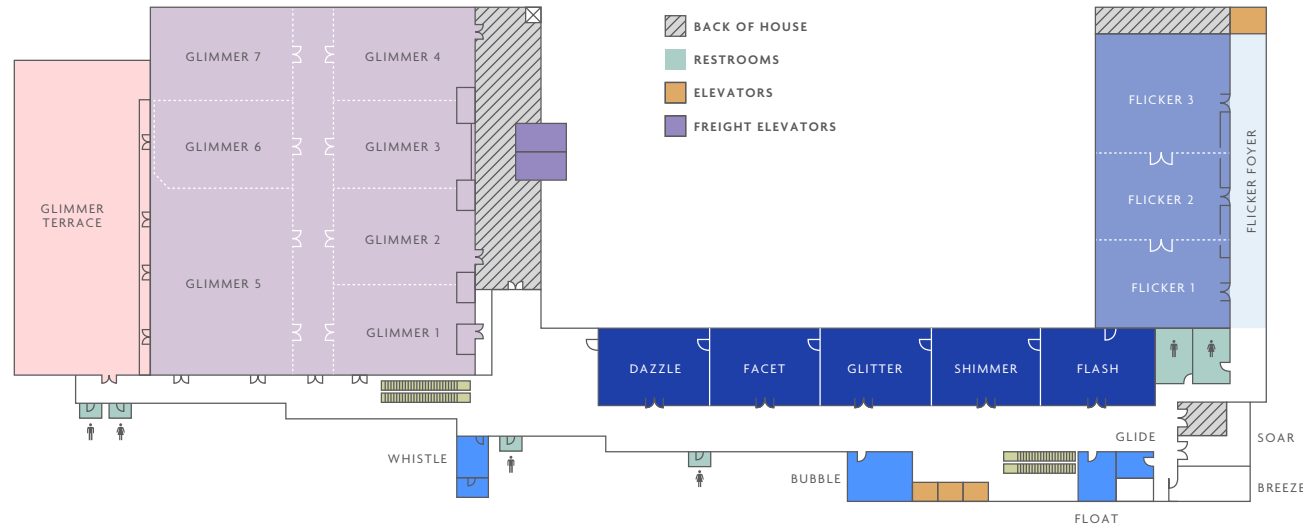 BACK OF HOUSE
RESTROOMS
ELEVATORS
FREIGHT ELEVATORS
GLIMMER 7
GLIMMER 4
GLIMMER 6
GLIMMER 3
GLIMMER
TERRACE
GLIMMER 2
GLIMMER 5
GLIMMER 1
FLICKER 3
FLICKER 2
FLICKER 1
FLICKER FOYER
DAZZLE
FACET
GLITTER
SHIMMER
FLASH
WHISTLE
BUBBLE
GLIDE
SOAR
FLOAT
BREEZE